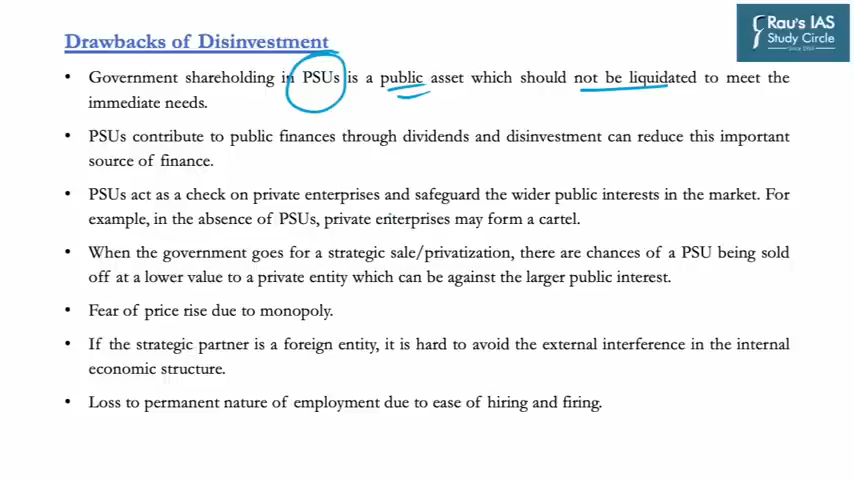 Rau's IAS
Study Circle
Since 1953
Drawbacks of Disinvestment
• Government shareholding in PSUs is a public asset which should not be liquidated to meet the
immediate needs.
• PSUs contribute to public finances through dividends and disinvestment can reduce this important
source of finance.
• PSUs act as a check on private enterprises and safeguard the wider public interests in the market. For
example, in the absence of PSUs, private enterprises may form a cartel.
• When the government goes for a strategic sale/privatization, there are chances of a PSU being sold
off at a lower value to a private entity which can be against the larger public interest.
• Fear of price rise due to monopoly.
• If the strategic partner is a foreign entity, it is hard to avoid the external interference in the internal
economic structure.
• Loss to permanent nature of employment due to ease of hiring and firing.